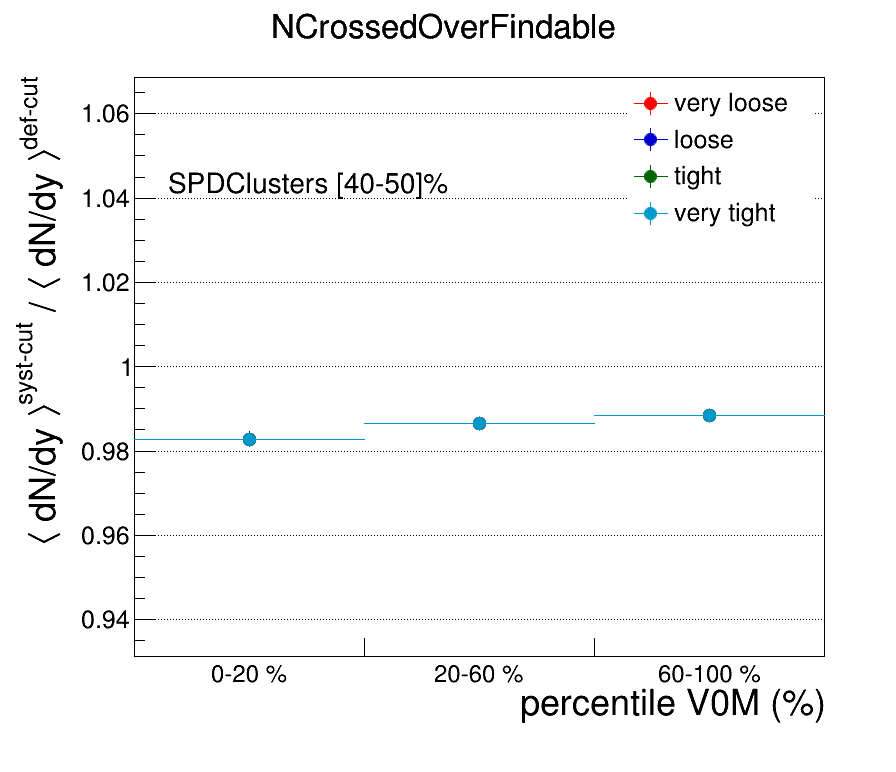 NCrossedOverFindable
⟨ dN/dy ⟩^syst-cut / ⟨ dN/dy ⟩^def-cut
1.06
1.04
1.02
1
0.98
0.96
0.94
SPDClusters [40-50]%
very loose
loose
tight
very tight
0-20 %
20-60 %
60-100 %
percentile V0M (%)